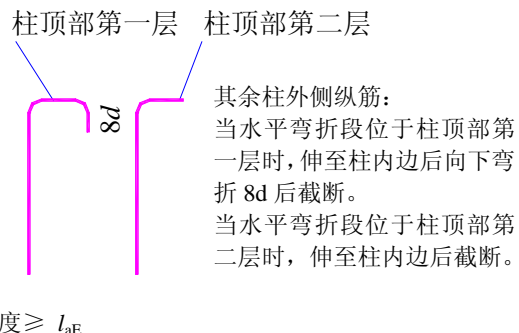 柱顶部第一层 柱顶部第二层
8d
其余柱外侧纵筋：
当水平弯折段位于柱顶部第
一层时，伸至柱内边后向下弯
折 8d 后截断。
当水平弯折段位于柱顶部第
二层时，伸至柱内边后截断。
度≥ laE